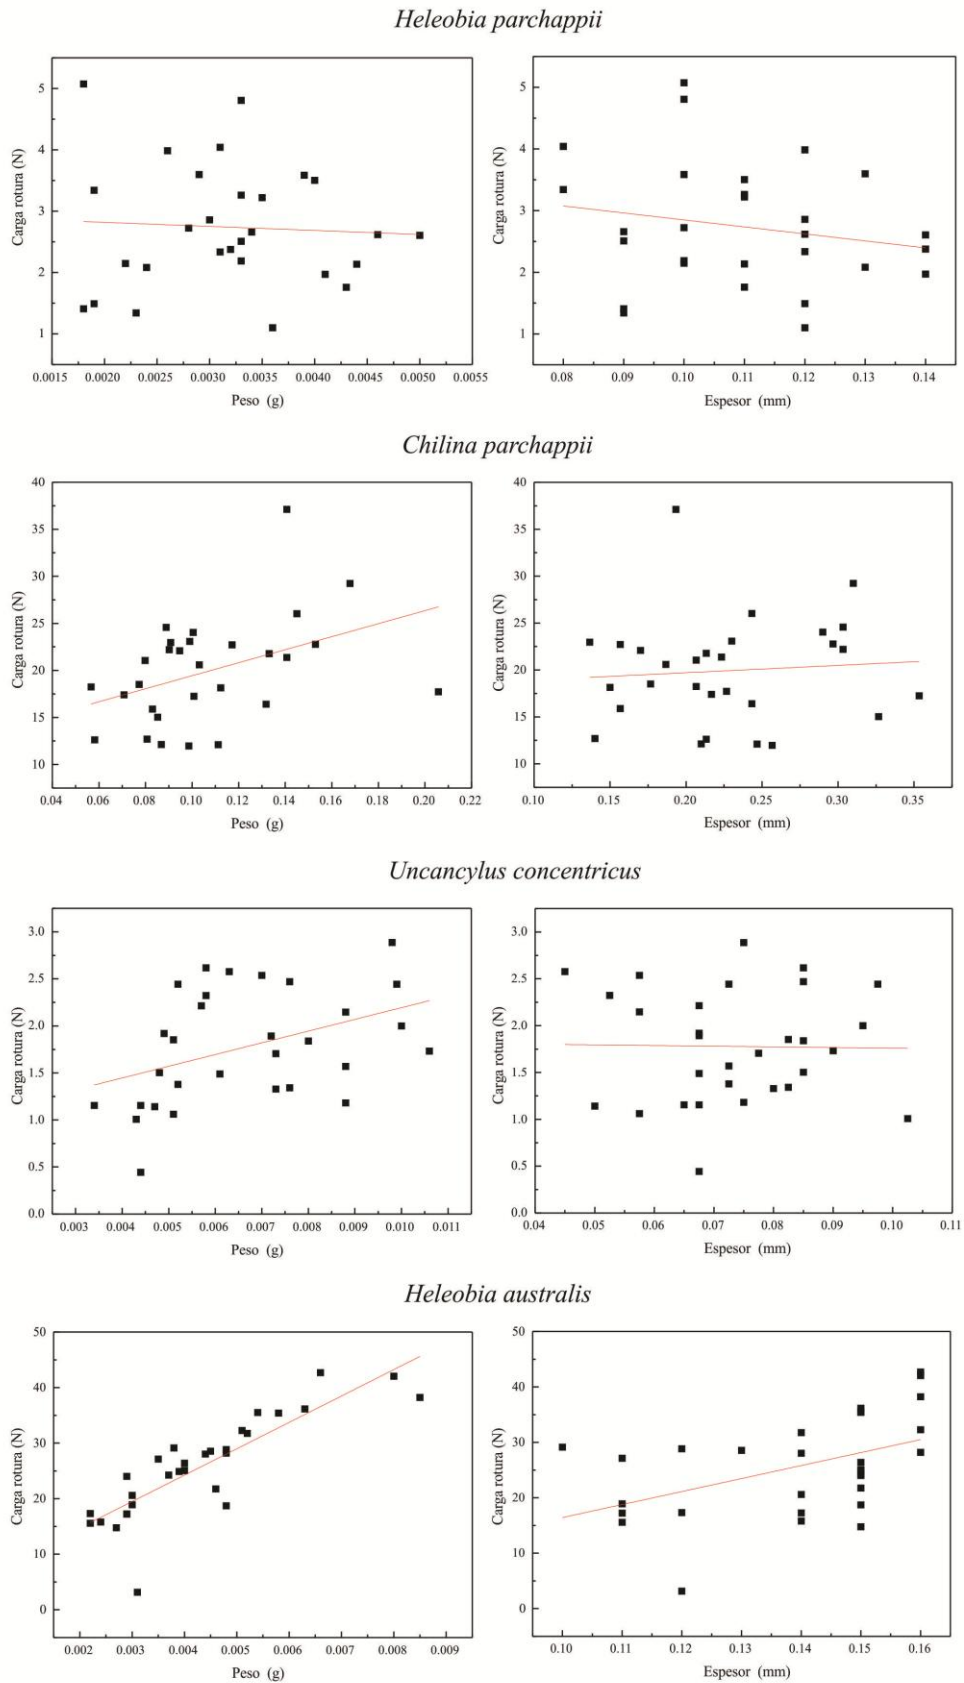 Heleobia parchappii
5
4
3
2
1
Carga rotura (N)
0.0015 0.0020 0.0025 0.0030 0.0035 0.0040 0.0045 0.0050 0.0055
Peso (g)
5
4
3
2
1
Carga rotura (N)
0.08 0.09 0.10 0.11 0.12 0.13 0.14
Espesor (mm)
Chilina parchappii
40
35
30
25
20
15
10
Carga rotura (N)
0.04 0.06 0.08 0.10 0.12 0.14 0.16 0.18 0.20 0.22
Peso (g)
40
35
30
25
20
15
10
Carga rotura (N)
0.10 0.15 0.20 0.25 0.30 0.35
Espesor (mm)
Uncancylus concentricus
3.0
2.5
2.0
1.5
1.0
0.5
0.0
Carga rotura (N)
0.003 0.004 0.005 0.006 0.007 0.008 0.009 0.010 0.011
Peso (g)
3.0
2.5
2.0
1.5
1.0
0.5
0.0
Carga rotura (N)
0.04 0.05 0.06 0.07 0.08 0.09 0.10 0.11
Espesor (mm)
Heleobia australis
50
40
30
20
10
0
Carga rotura (N)
0.002 0.003 0.004 0.005 0.006 0.007 0.008 0.009
Peso (g)
50
40
30
20
10
0
Carga rotura (N)
0.10 0.11 0.12 0.13 0.14 0.15 0.16
Espesor (mm)